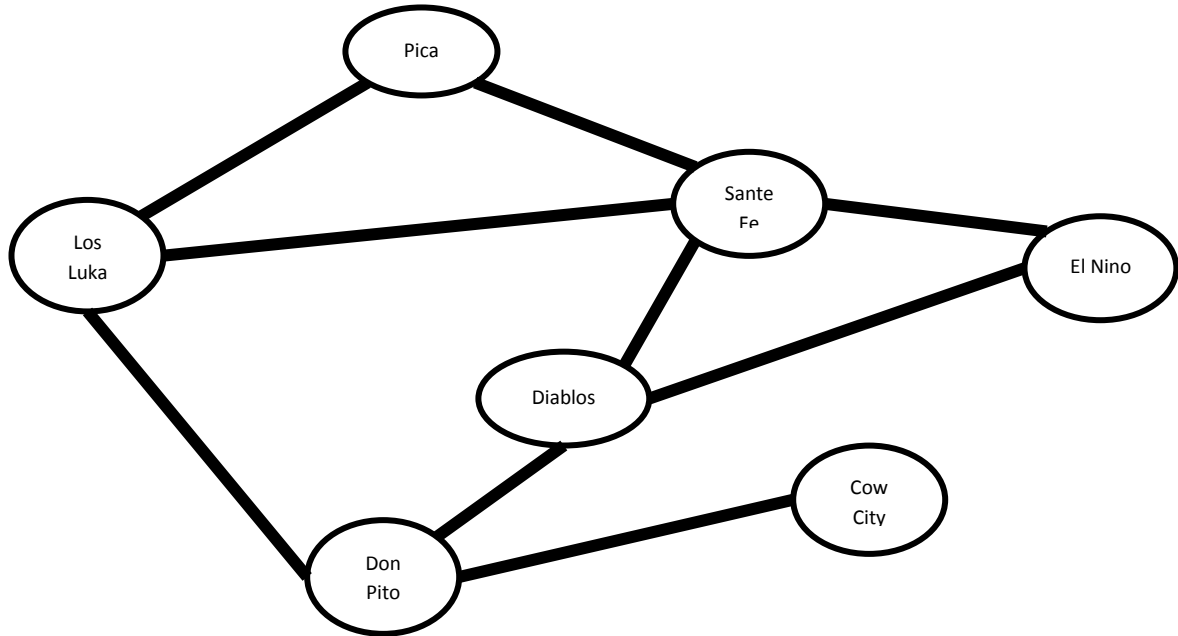 Pica
Sante
Fe
Los
Luka
El Nino
Diablos
Cow
City
Don
Pito